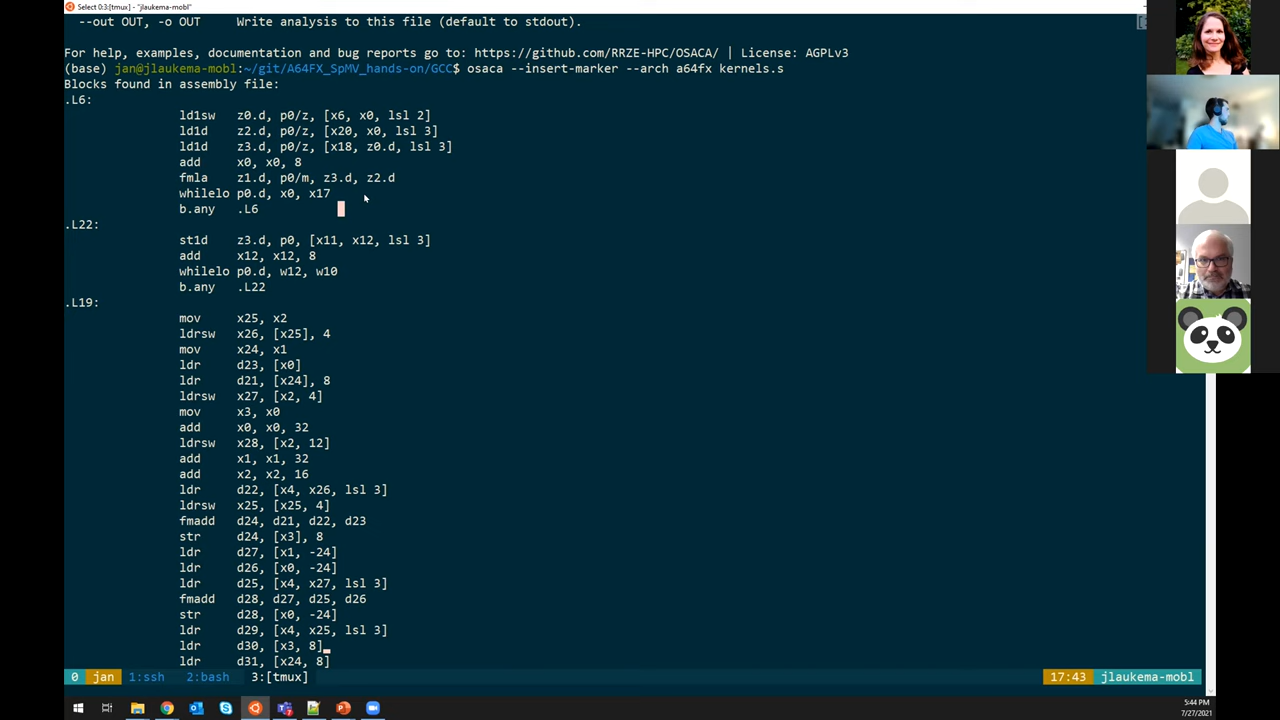 Select 0:3:[tmux] - "jlaukema-mobl"
--out OUT, -o OUT     Write analysis to this file (default to stdout).
For help, examples, documentation and bug reports go to: https://github.com/RRZE-HPC/OSACA/ | License: AGPLv3
(base) jan@jlaukema-mobl:~/git/A64FX_SpMV_hands-on/GCC$ osaca --insert-marker --arch a64fx kernels.s
Blocks found in assembly file:
.L6:
ld1sw   z0.d, p0/z, [x6, x0, lsl 2]
ld1d    z2.d, p0/z, [x20, x0, lsl 3]
ld1d    z3.d, p0/z, [x18, z0.d, lsl 3]
add     x0, x0, 8
fmla    z1.d, p0/m, z3.d, z2.d
whilelo p0.d, x0, x17
b.any   .L6
.L22:
st1d    z3.d, p0, [x11, x12, lsl 3]
add     x12, x12, 8
whilelo p0.d, w12, w10
b.any   .L22
.L19:
mov     x25, x2
ldrsw   x26, [x25], 4
mov     x24, x1
ldr     d23, [x0]
ldr     d21, [x24], 8
ldrsw   x27, [x2, 4]
mov     x3, x0
add     x0, x0, 32
ldrsw   x28, [x2, 12]
add     x1, x1, 32
add     x2, x2, 16
ldr     d22, [x4, x26, lsl 3]
ldrsw   x25, [x25, 4]
fmadd   d24, d21, d22, d23
str     d24, [x3], 8
ldr     d27, [x1, -24]
ldr     d26, [x0, -24]
ldr     d25, [x4, x27, lsl 3]
fmadd   d28, d27, d25, d26
str     d28, [x0, -24]
ldr     d29, [x4, x25, lsl 3]
ldr     d30, [x3, 8]
ldr     d31, [x24, 8]
0 jan 1:ssh 2:bash 3:[tmux] 17:43 jlaukema-mobl
5:44 PM
7/27/2021